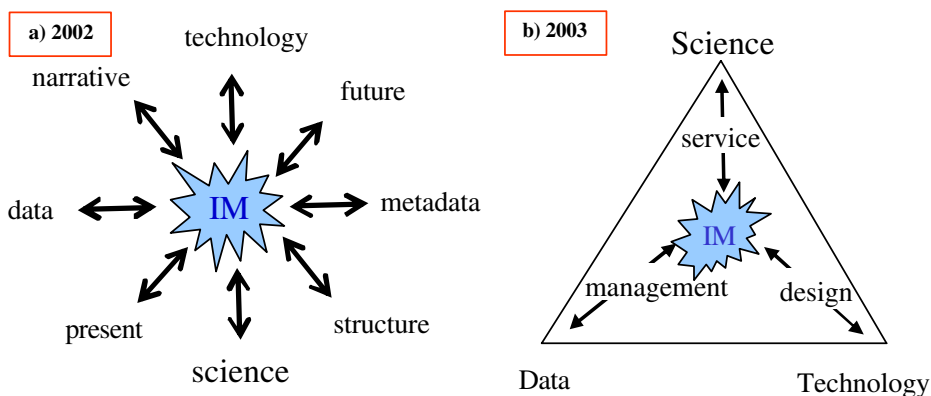 a) 2002
technology
narrative
future
IM
data
metadata
present
structure
science
b) 2003
Science
service
IM
management
design
Data
Technology